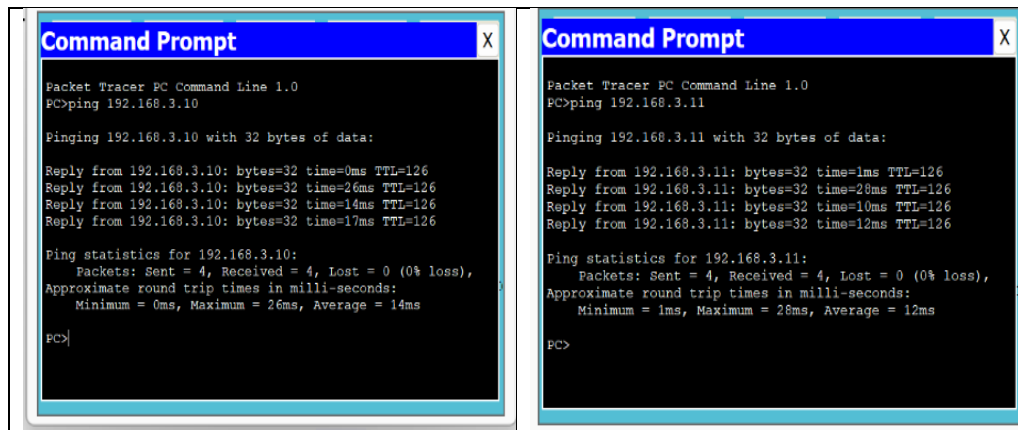 Command Prompt
X
Packet Tracer PC Command Line 1.0
PC>ping 192.168.3.10
Pinging 192.168.3.10 with 32 bytes of data:
Reply from 192.168.3.10: bytes=32 time=0ms TTL=126
Reply from 192.168.3.10: bytes=32 time=26ms TTL=126
Reply from 192.168.3.10: bytes=32 time=14ms TTL=126
Reply from 192.168.3.10: bytes=32 time=17ms TTL=126
Ping statistics for 192.168.3.10:
Packets: Sent = 4, Received = 4, Lost = 0 (0% loss),
Approximate round trip times in milli-seconds:
Minimum = 0ms, Maximum = 26ms, Average = 14ms
PC>
Command Prompt
X
Packet Tracer PC Command Line 1.0
PC>ping 192.168.3.11
Pinging 192.168.3.11 with 32 bytes of data:
Reply from 192.168.3.11: bytes=32 time=1ms TTL=126
Reply from 192.168.3.11: bytes=32 time=28ms TTL=126
Reply from 192.168.3.11: bytes=32 time=10ms TTL=126
Reply from 192.168.3.11: bytes=32 time=12ms TTL=126
Ping statistics for 192.168.3.11:
Packets: Sent = 4, Received = 4, Lost = 0 (0% loss),
Approximate round trip times in milli-seconds:
Minimum = 1ms, Maximum = 28ms, Average = 12ms
PC>